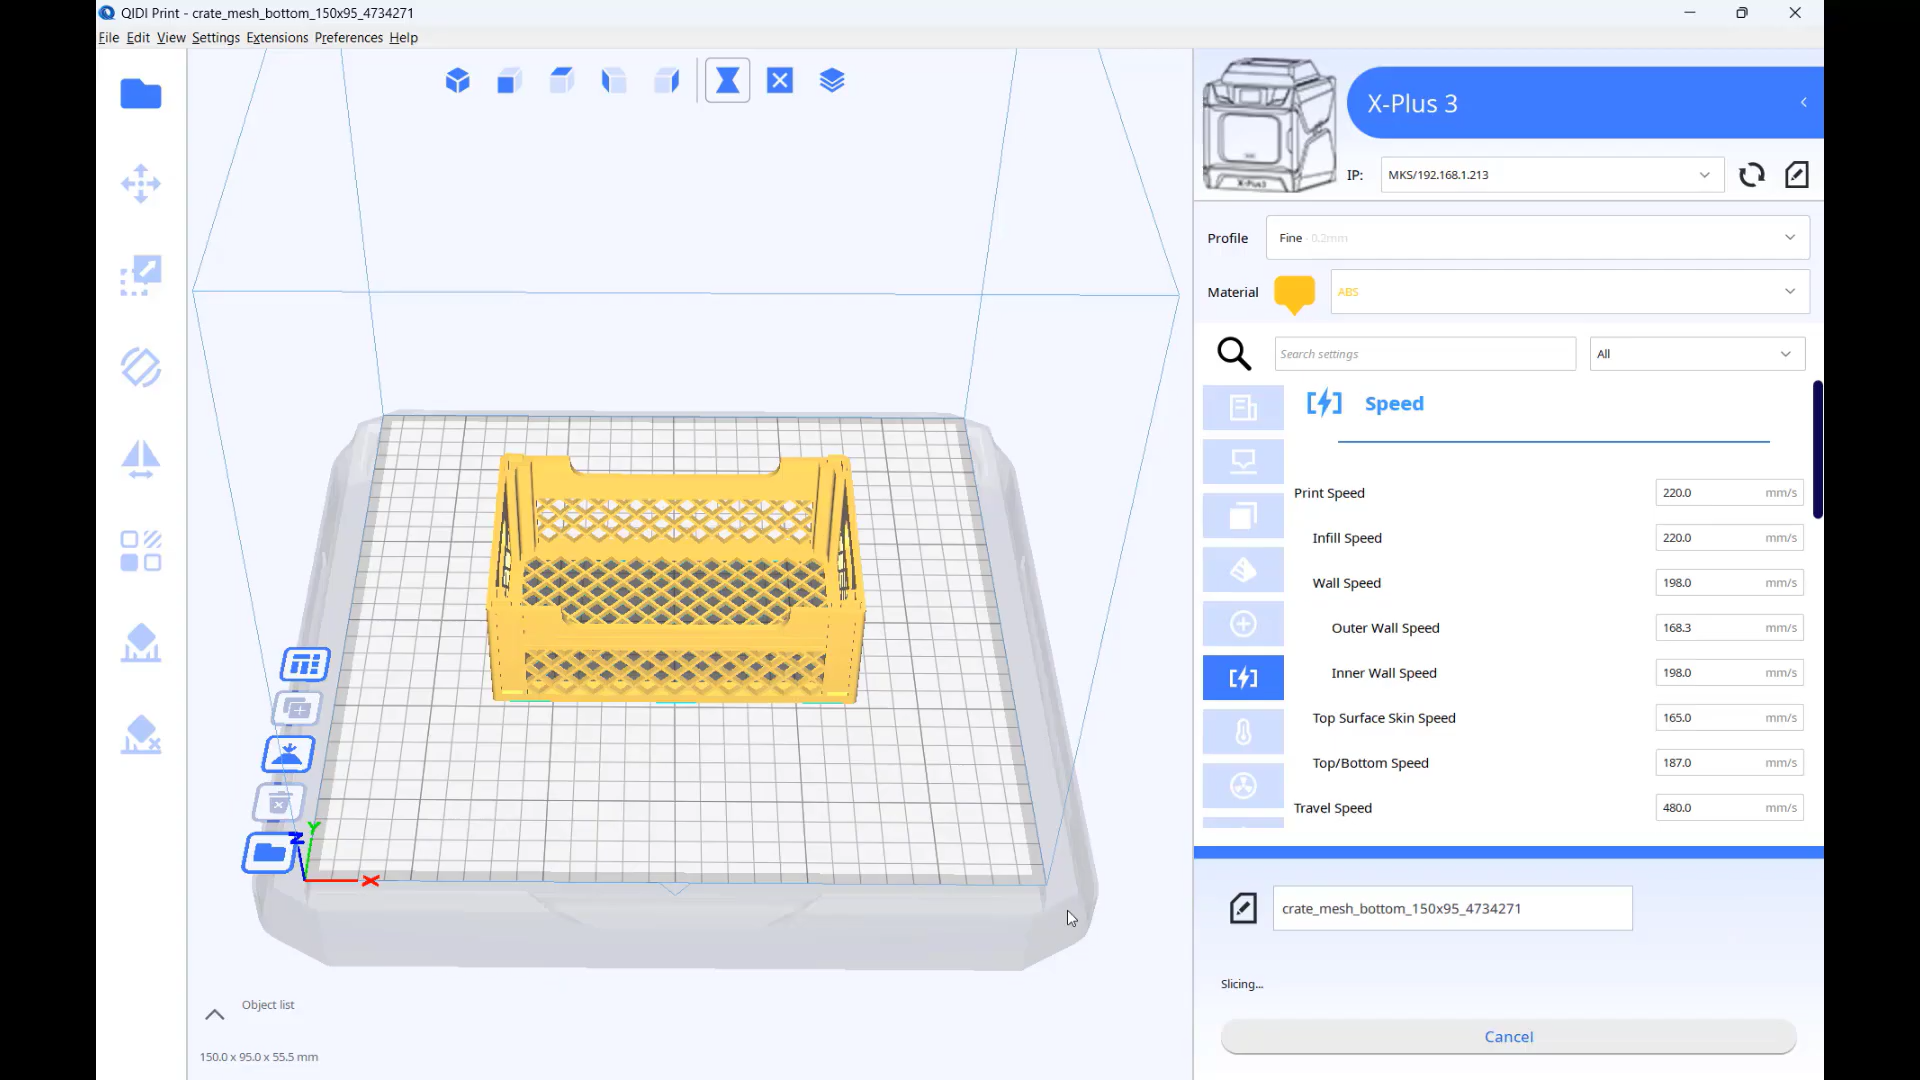 QIDI Print - crate_mesh_bottom_150x95_4734271
File Edit View Settings Extensions Preferences Help
X-Plus 3
X-Plus3
IP: MKS/192.168.1.213
Profile Fine - 0.2mm
Material ABS
Search settings All
Speed
Print Speed 220.0 mm/s
Infill Speed 220.0 mm/s
Wall Speed 198.0 mm/s
Outer Wall Speed 168.3 mm/s
Inner Wall Speed 198.0 mm/s
Top Surface Skin Speed 165.0 mm/s
Top/Bottom Speed 187.0 mm/s
Travel Speed 480.0 mm/s
Z Y X
crate_mesh_bottom_150x95_4734271
Slicing...
Object list
Cancel
150.0 x 95.0 x 55.5 mm